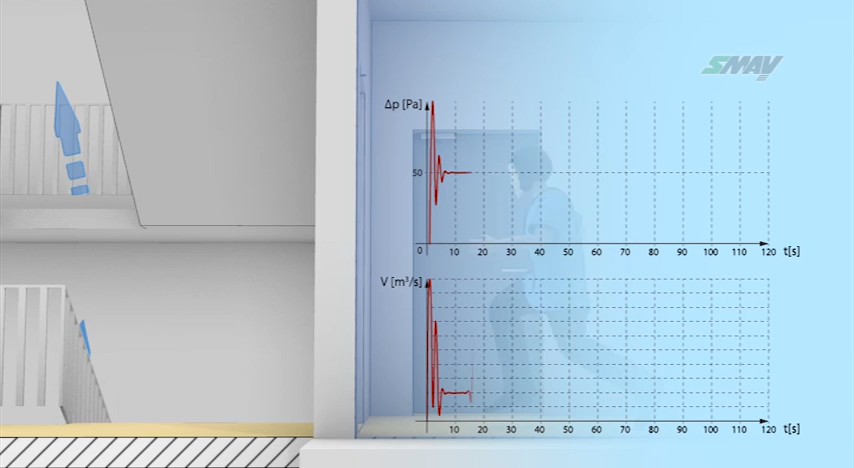 SMAY
Δp [Pa]
50
0 10 20 30 40 50 60 70 80 90 100 110 120 t[s]
V [m³/s]
10 20 30 40 50 60 70 80 90 100 110 120 t[s]